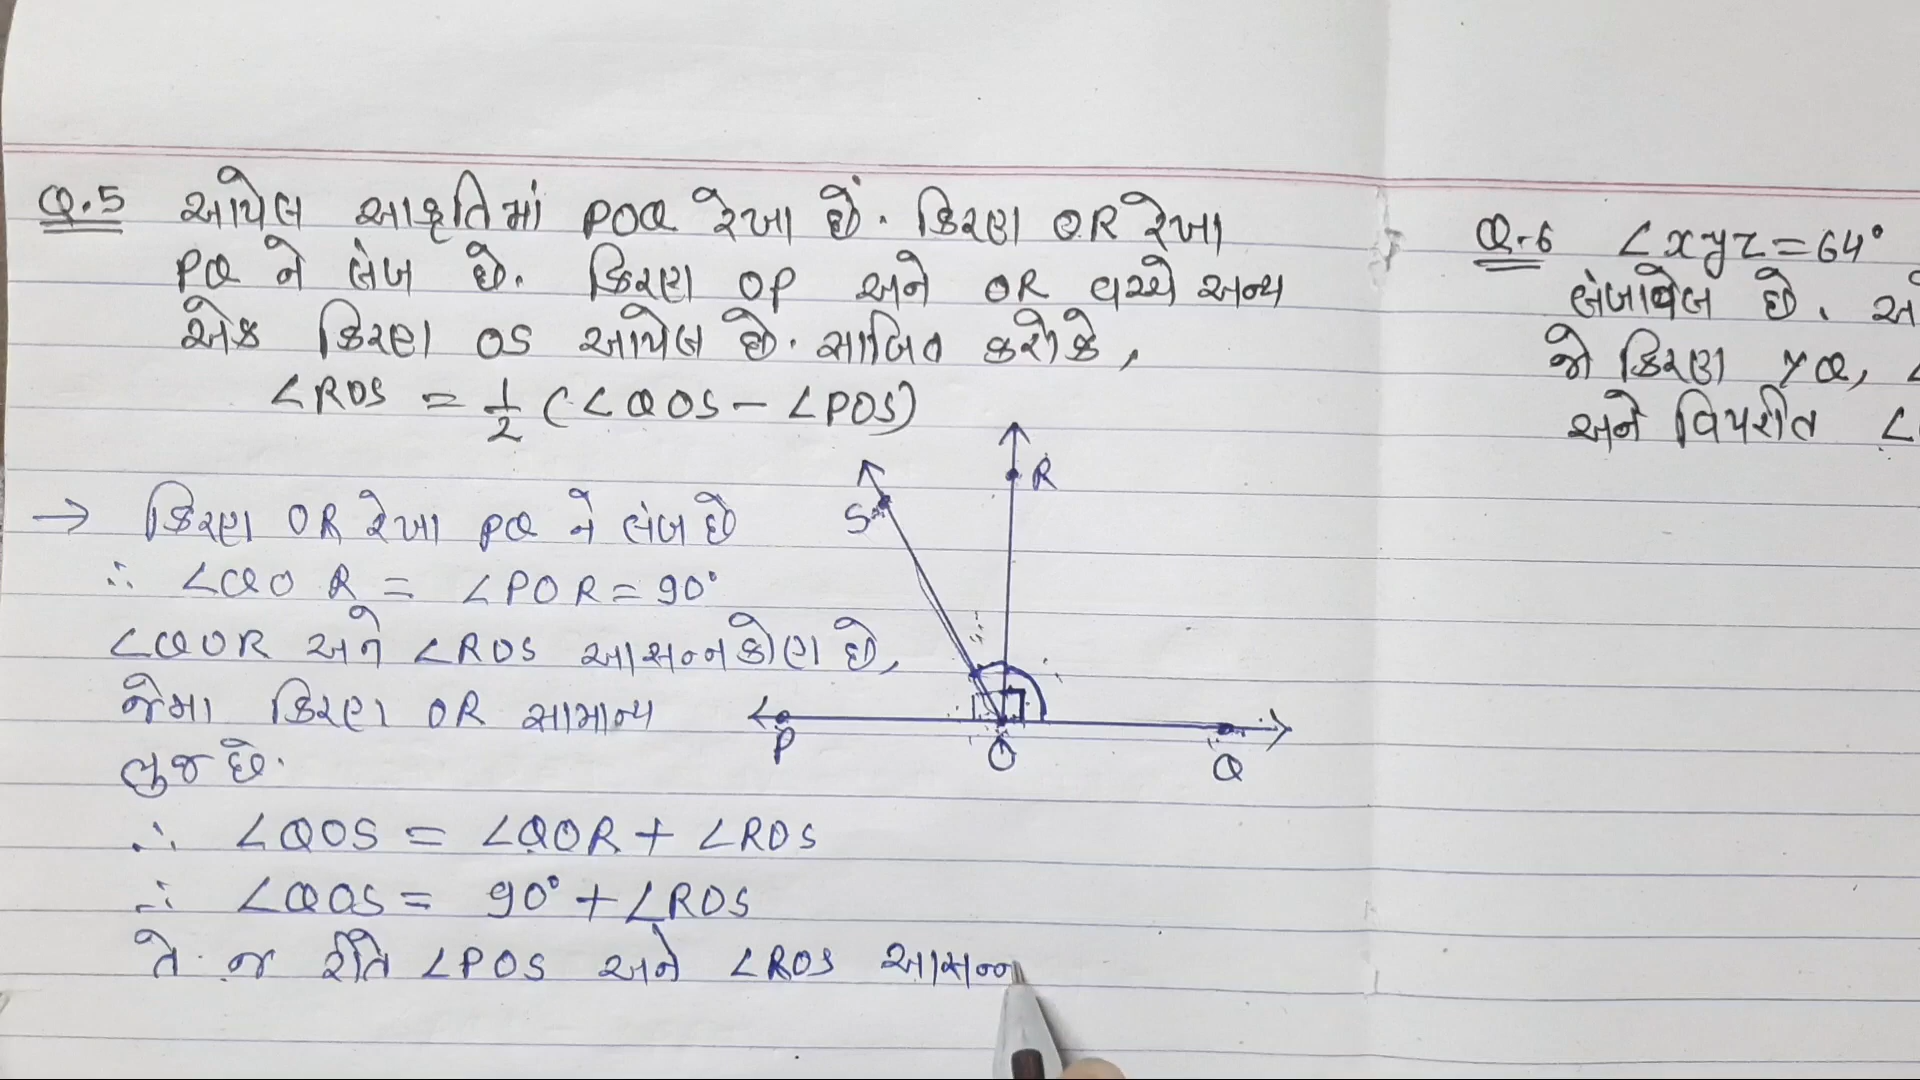 Q.5 આપેલ આકૃતિમાં POQ રેખા છે. કિરણ OR રેખા
PQ ને લંબ છે. કિરણ OP અને OR વચ્ચે અન્ય
એક કિરણ OS આપેલ છે. સાબિત કરોકે,
∠ROS = 1/2 (∠QOS - ∠POS)
→ કિરણ OR રેખા PQ ને લંબ છે
∴ ∠QOR = ∠POR = 90°
∠QOR અને ∠ROS આસન્નકોણ છે,
જેમા કિરણ OR સામાન્ય
ભુજ છે.
∴ ∠QOS = ∠QOR + ∠ROS
∴ ∠QOS = 90° + ∠ROS
તે જ રીતે ∠POS અને ∠ROS આસન્ન
R
S
P
O
Q
Q.6 ∠XYZ = 64°
લંબાવેલ છે.
જો કિરણ YQ,
અને વિપરીત ∠